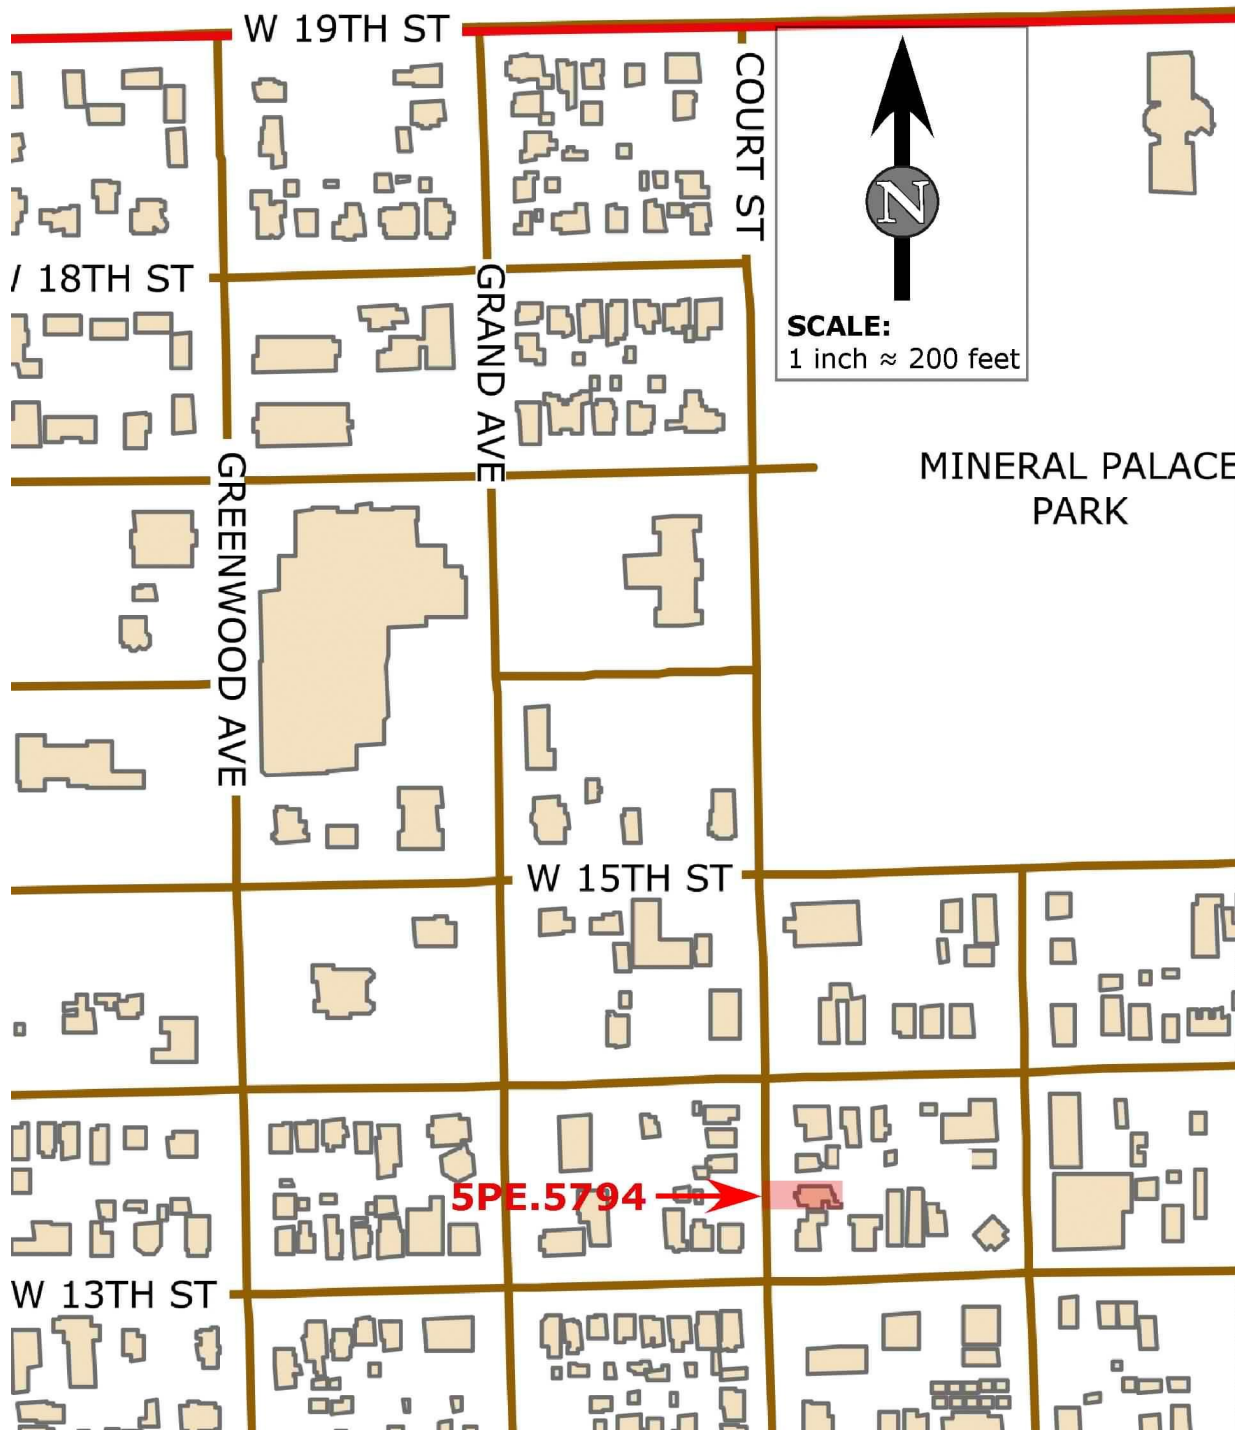 W 19TH ST
COURT ST
N
W 18TH ST
GRAND AVE
SCALE:
1 inch ≈ 200 feet
MINERAL PALACE
PARK
GREENWOOD AVE
W 15TH ST
5PE.5794
W 13TH ST